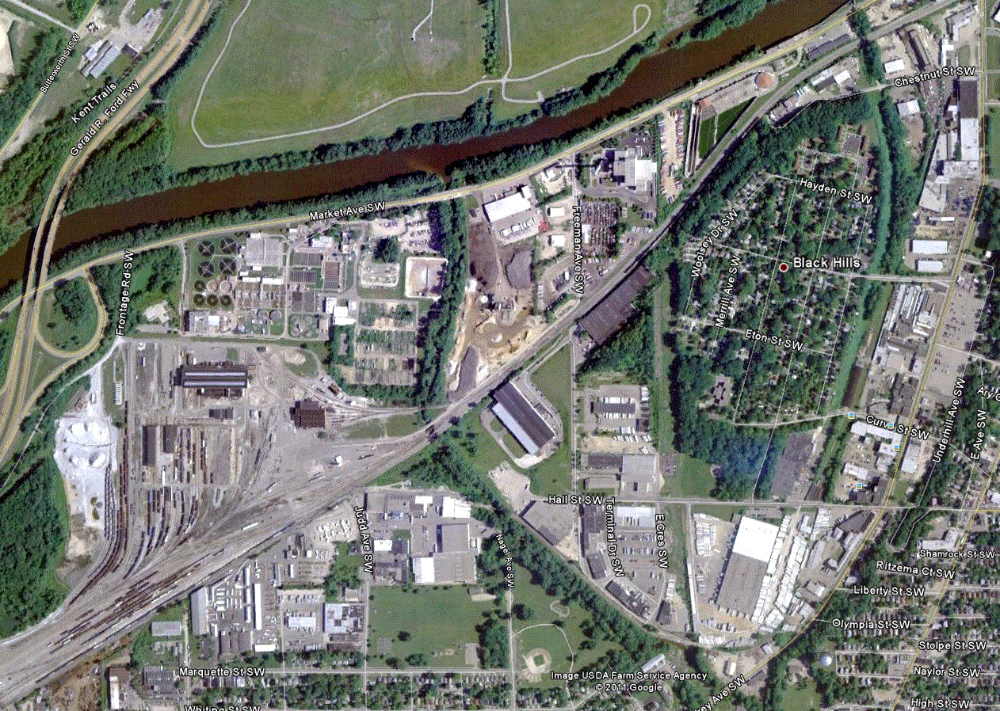 Butterworth St SW
Kent Trails
Gerald R. Ford Fwy
Chestnut St SW
Market Ave SW
Freeman Ave SW
Hayden St SW
Woolsey Dr SW
Black Hills
Merrill Ave SW
Frontage Rd SW
Eton St SW
Underhill Ave SW
Ary
E Ave SW
Curve St SW
Hall St SW
Terminal Dr SW
E Cres SW
Judd Ave SW
Nagel Ave SW
Shamrock St SW
Ritzema Ct SW
Liberty St SW
Olympia St SW
Stolpe St SW
Naylor St SW
High St SW
Marquette St SW
Whiting St SW
Image USDA Farm Service Agency
© 2011 Google
rey Ave SW